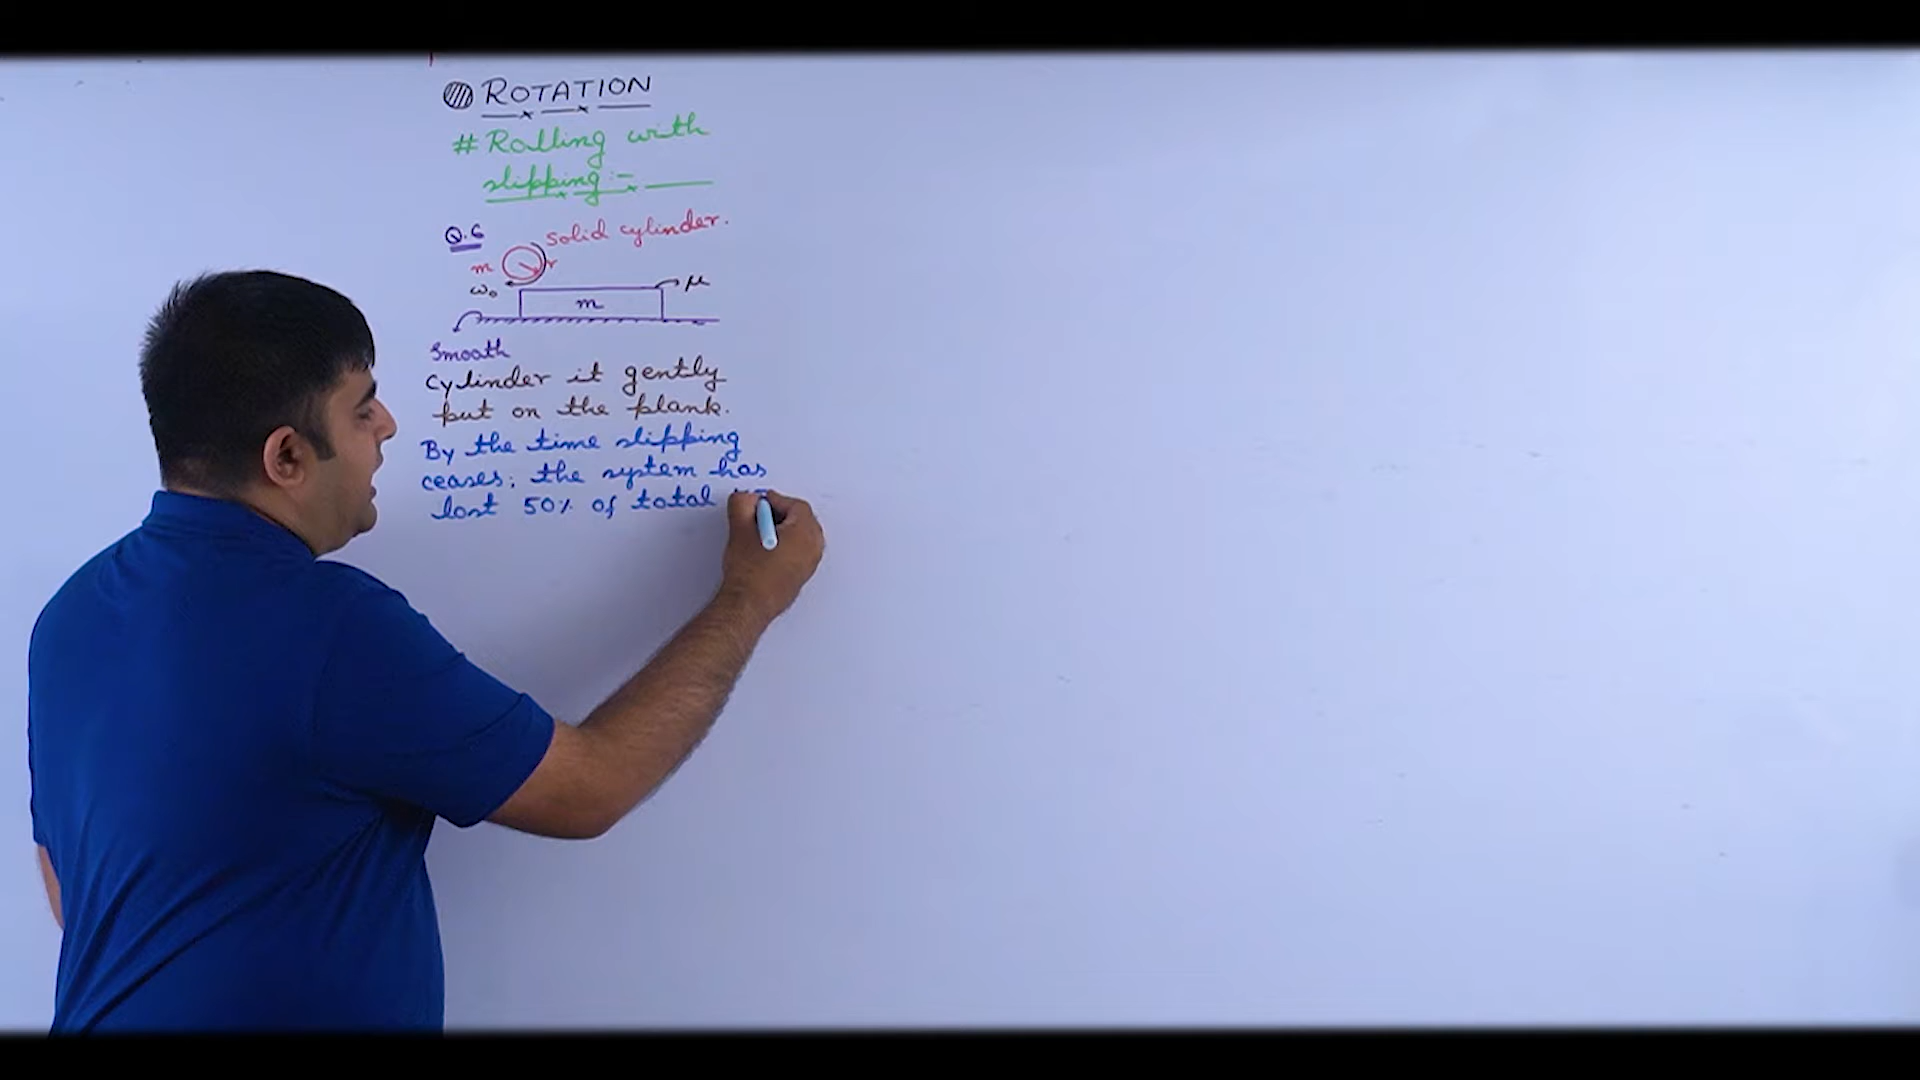 ROTATION
# Rolling with
slipping :-
Q.6 solid cylinder.
m r
ω₀ m μ
Smooth
Cylinder it gently
put on the plank.
By the time slipping
ceases; the system has
lost 50% of total